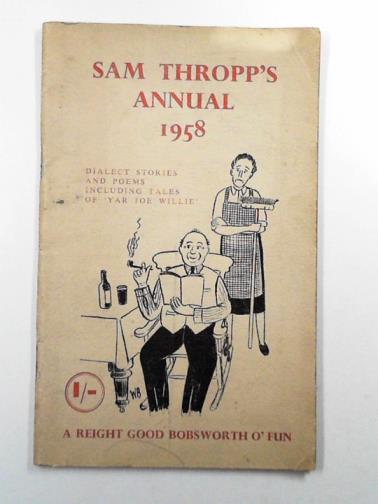 SAM THROPP'S
ANNUAL
1958
DIALECT STORIES
AND POEMS
INCLUDING TALES
OF 'YAR JOE WILLIE'
WB
1/-
A REIGHT GOOD BOBSWORTH O' FUN